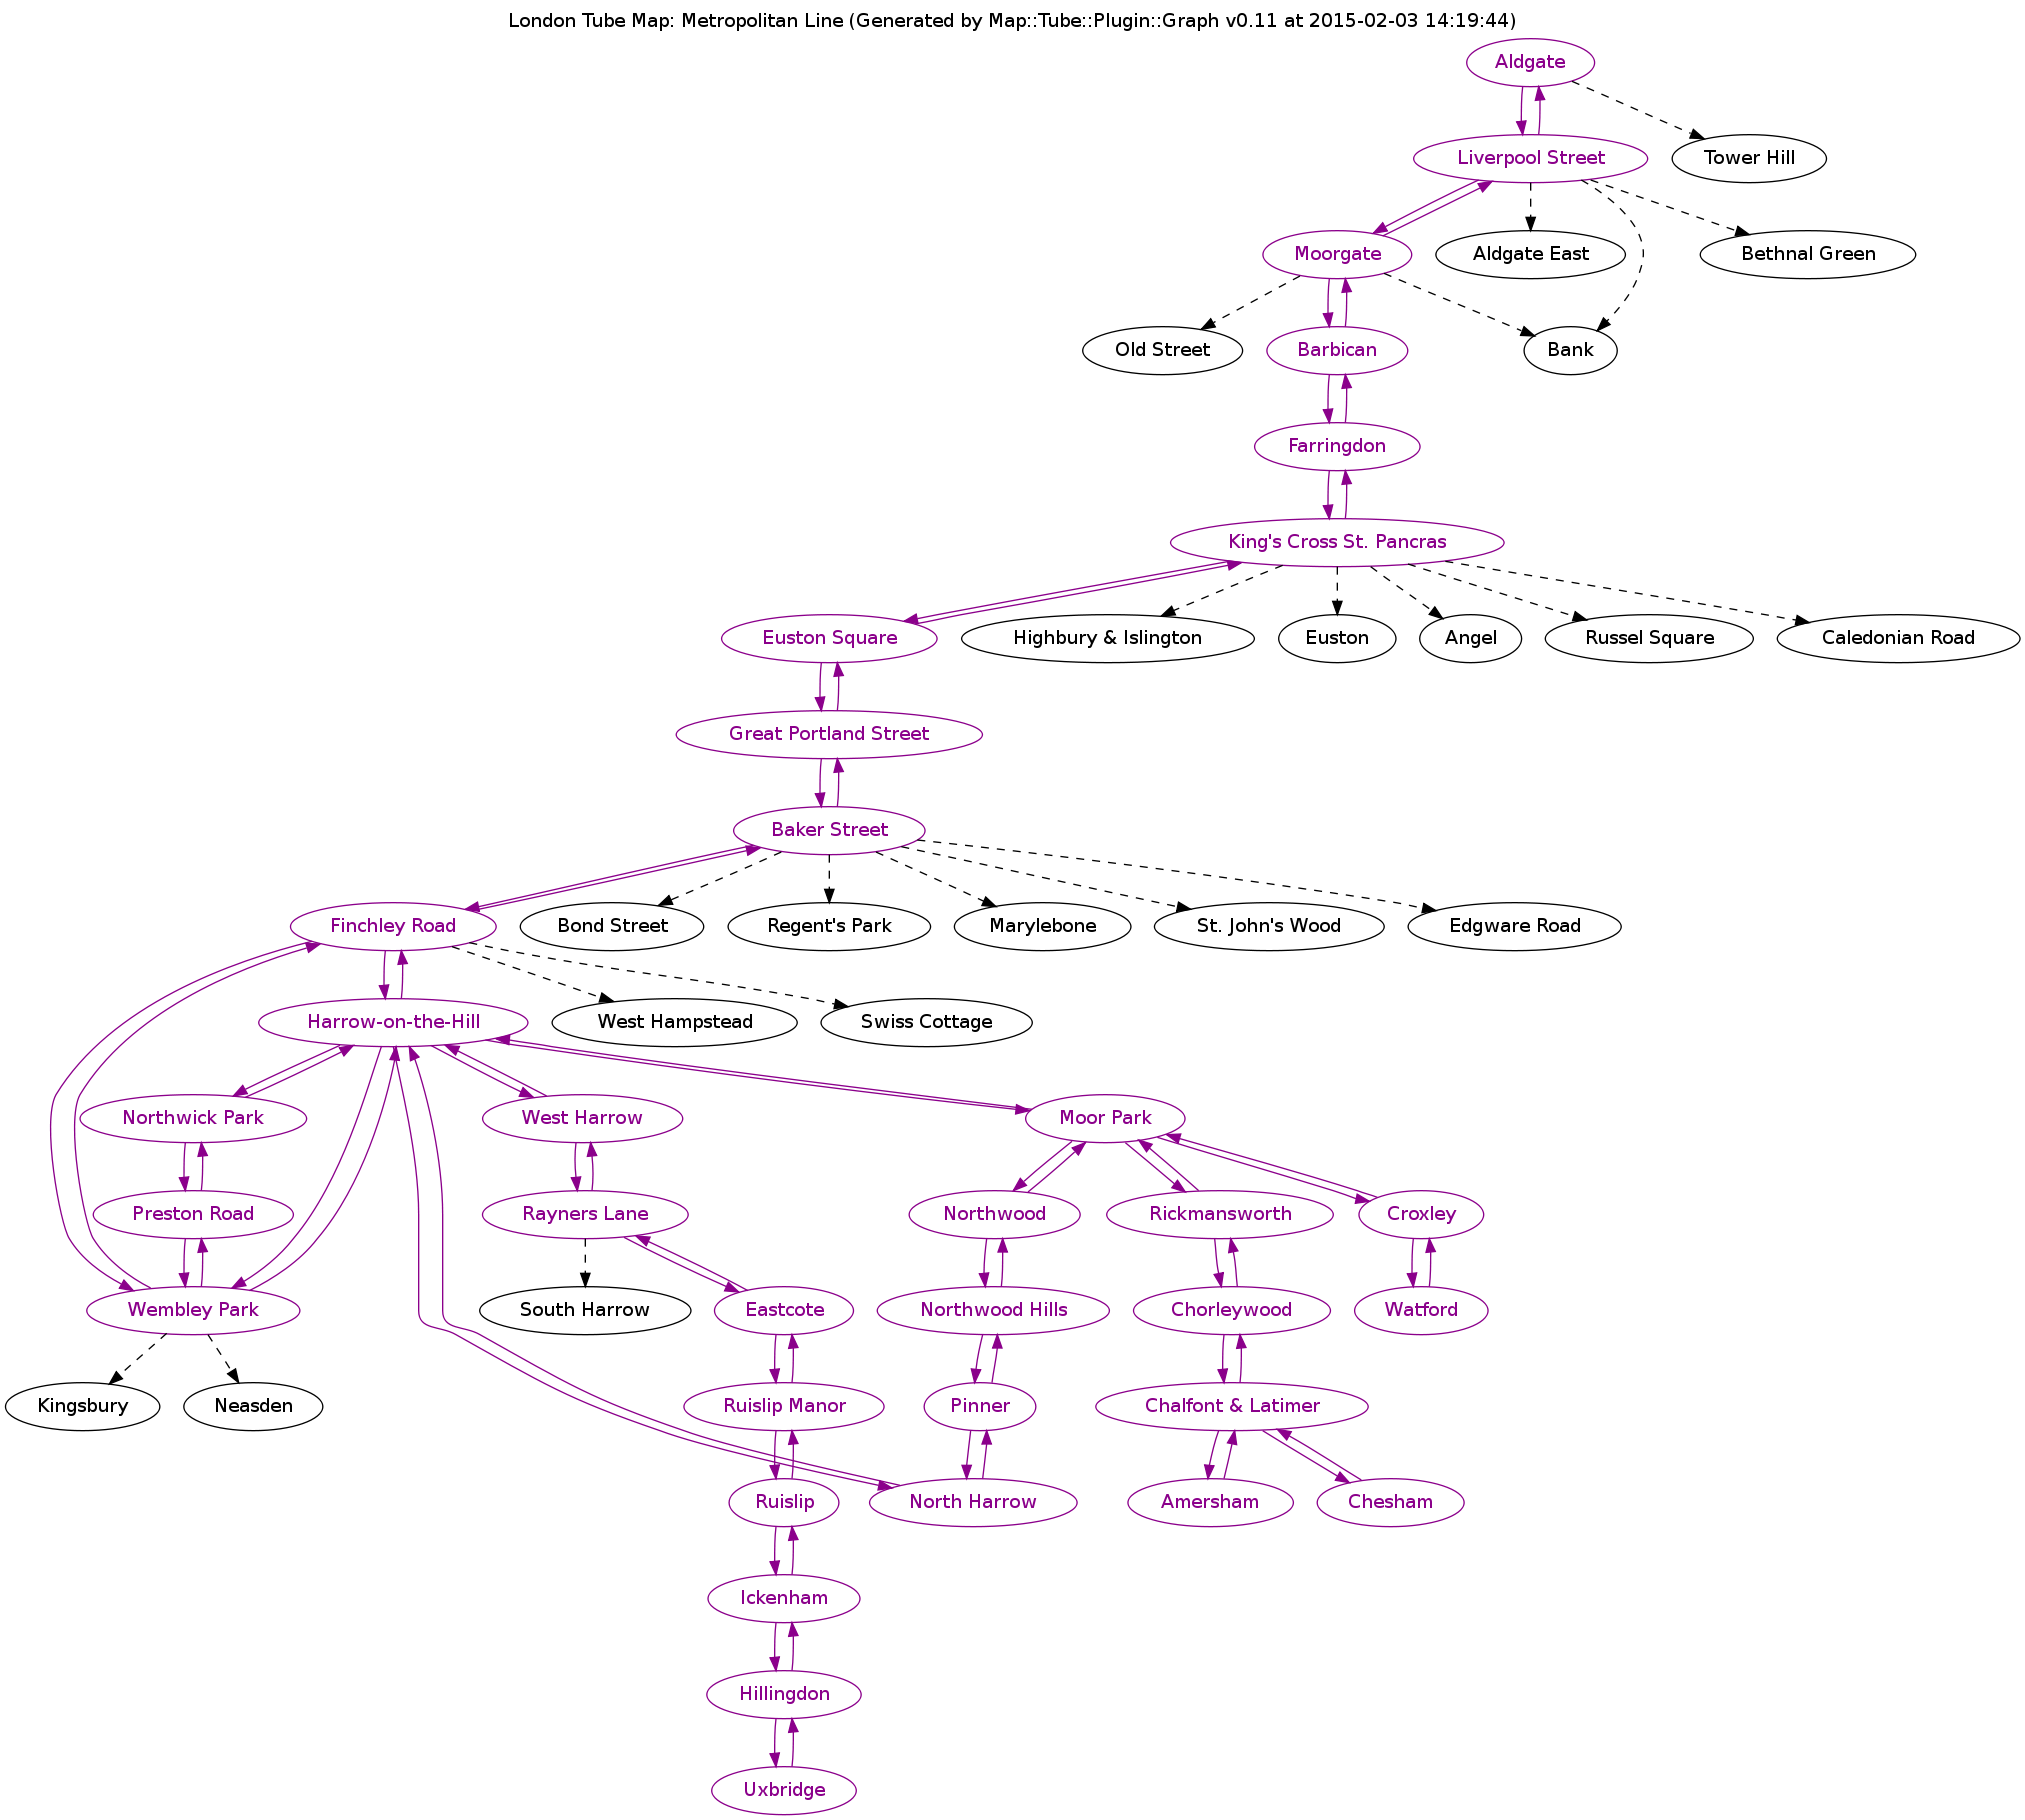 London Tube Map: Metropolitan Line (Generated by Map::Tube::Plugin::Graph v0.11 at 2015-02-03 14:19:44)
Aldgate
Liverpool Street
Tower Hill
Moorgate
Aldgate East
Bethnal Green
Old Street
Barbican
Bank
Farringdon
King's Cross St. Pancras
Euston Square
Highbury & Islington
Euston
Angel
Russel Square
Caledonian Road
Great Portland Street
Baker Street
Finchley Road
Bond Street
Regent's Park
Marylebone
St. John's Wood
Edgware Road
Harrow-on-the-Hill
West Hampstead
Swiss Cottage
Northwick Park
West Harrow
Moor Park
Preston Road
Rayners Lane
Northwood
Rickmansworth
Croxley
Wembley Park
South Harrow
Eastcote
Northwood Hills
Chorleywood
Watford
Kingsbury
Neasden
Ruislip Manor
Pinner
Chalfont & Latimer
Ruislip
North Harrow
Amersham
Chesham
Ickenham
Hillingdon
Uxbridge